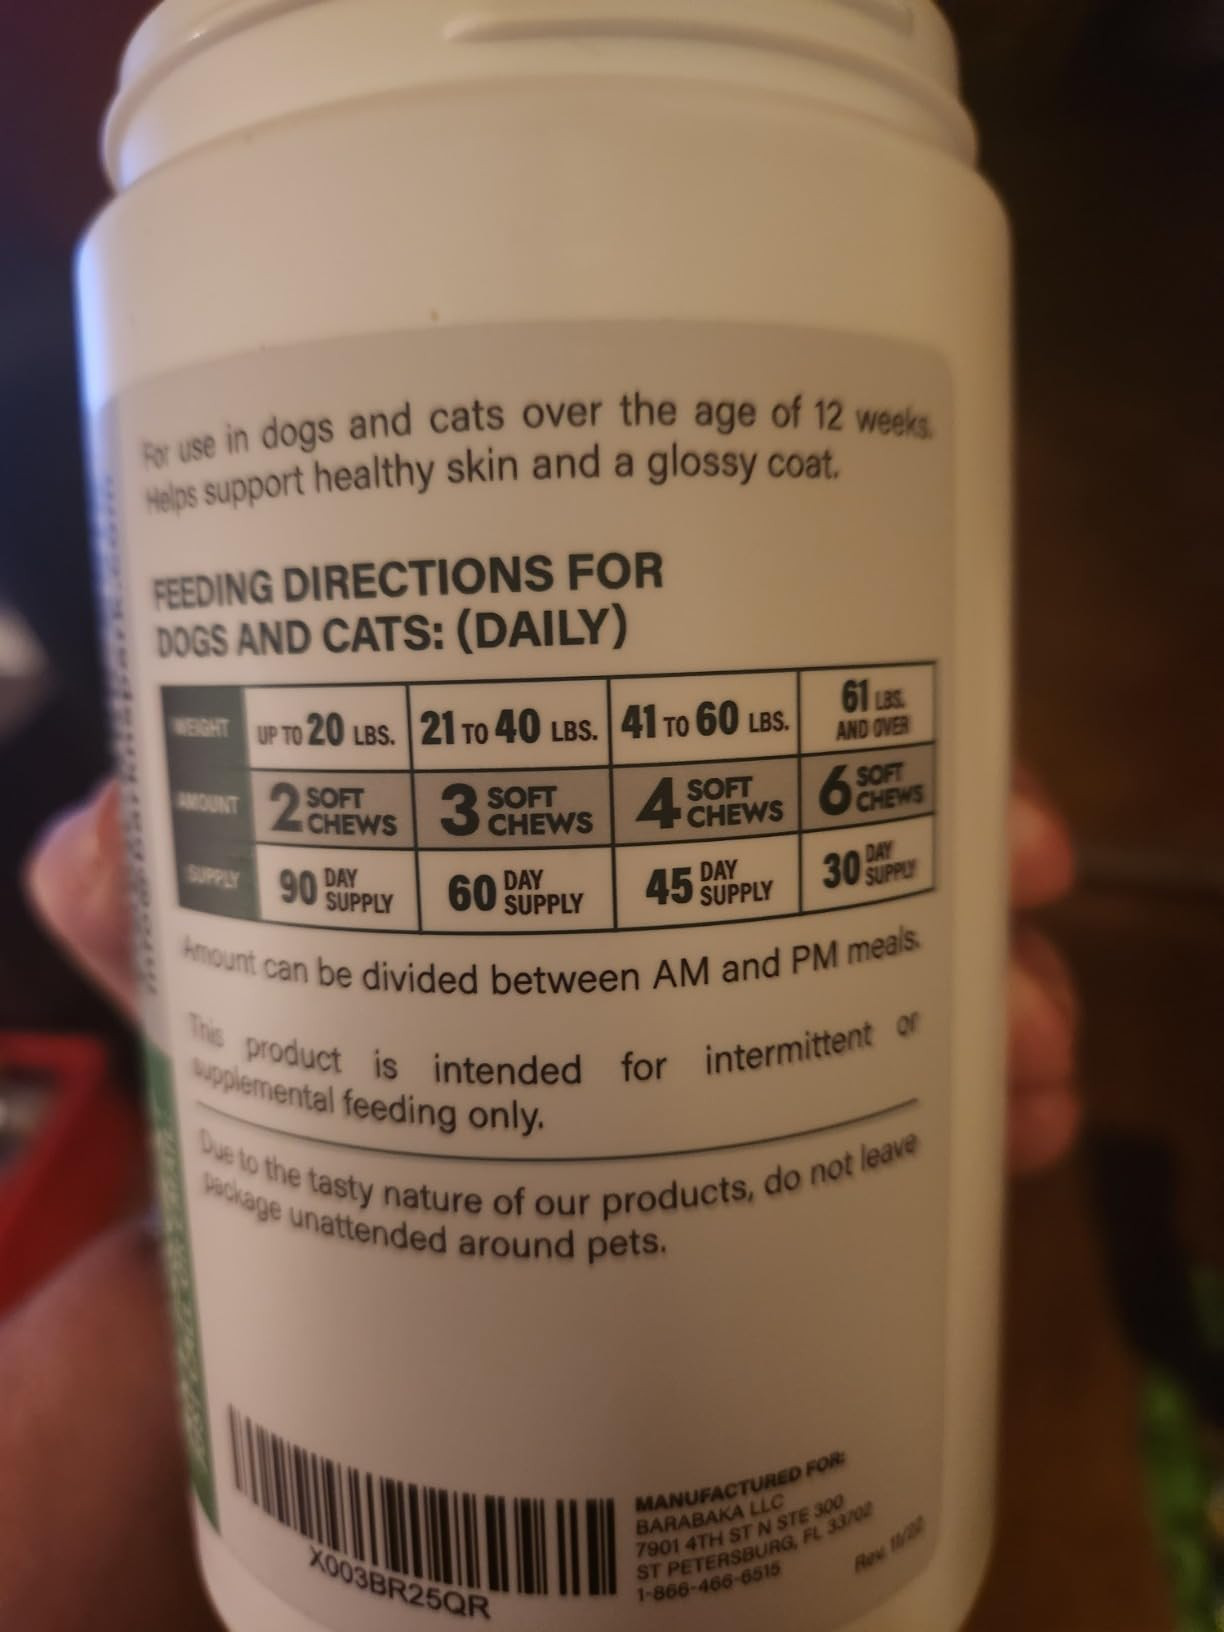 For use in dogs and cats over the age of 12 weeks.
Helps support healthy skin and a glossy coat.
FEEDING DIRECTIONS FOR
DOGS AND CATS: (DAILY)
WEIGHT UP TO 20 LBS. 21 TO 40 LBS. 41 TO 60 LBS. 61 LBS. AND OVER
AMOUNT 2 SOFT CHEWS 3 SOFT CHEWS 4 SOFT CHEWS 6 SOFT CHEWS
SUPPLY 90 DAY SUPPLY 60 DAY SUPPLY 45 DAY SUPPLY 30 DAY SUPPLY
Amount can be divided between AM and PM meals.
This product is intended for intermittent or
supplemental feeding only.
Due to the tasty nature of our products, do not leave
package unattended around pets.
X003BR25QR
MANUFACTURED FOR:
BARABAKA LLC
7901 4TH ST N STE 300
ST PETERSBURG, FL 33702
1-866-466-6515
Rev. 11/22